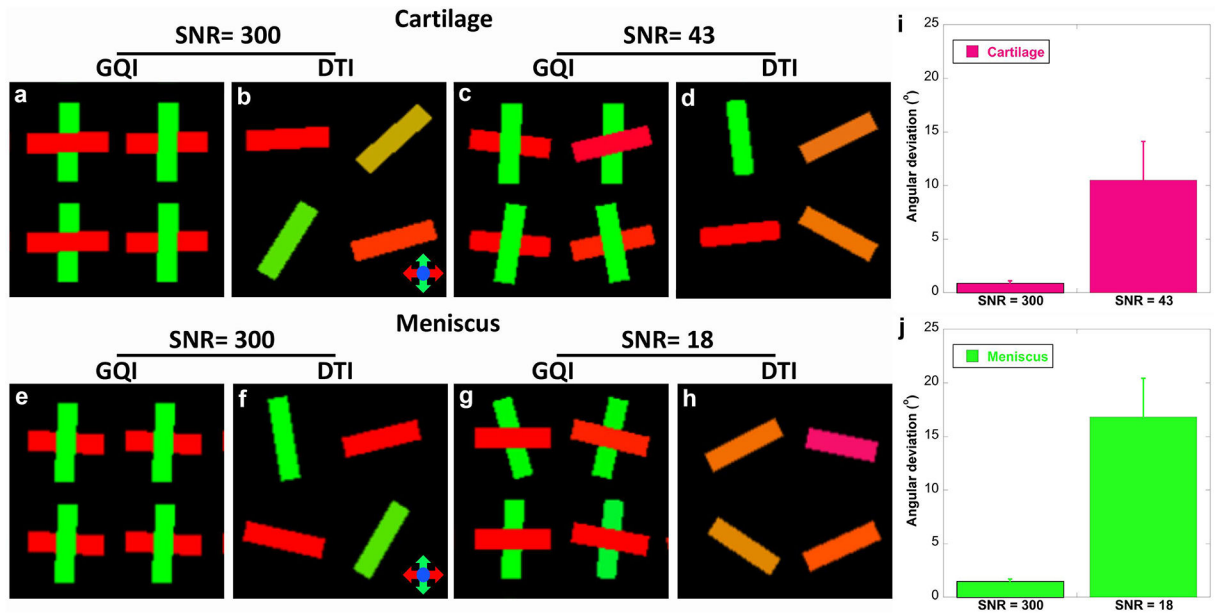 Cartilage
SNR= 300
SNR= 43
GQI
DTI
GQI
DTI
a
b
c
d
Meniscus
SNR= 300
SNR= 18
GQI
DTI
GQI
DTI
e
f
g
h
i
Cartilage
Angular deviation (°)
25
20
15
10
5
0
SNR = 300
SNR = 43
j
Meniscus
Angular deviation (°)
25
20
15
10
5
0
SNR = 300
SNR = 18